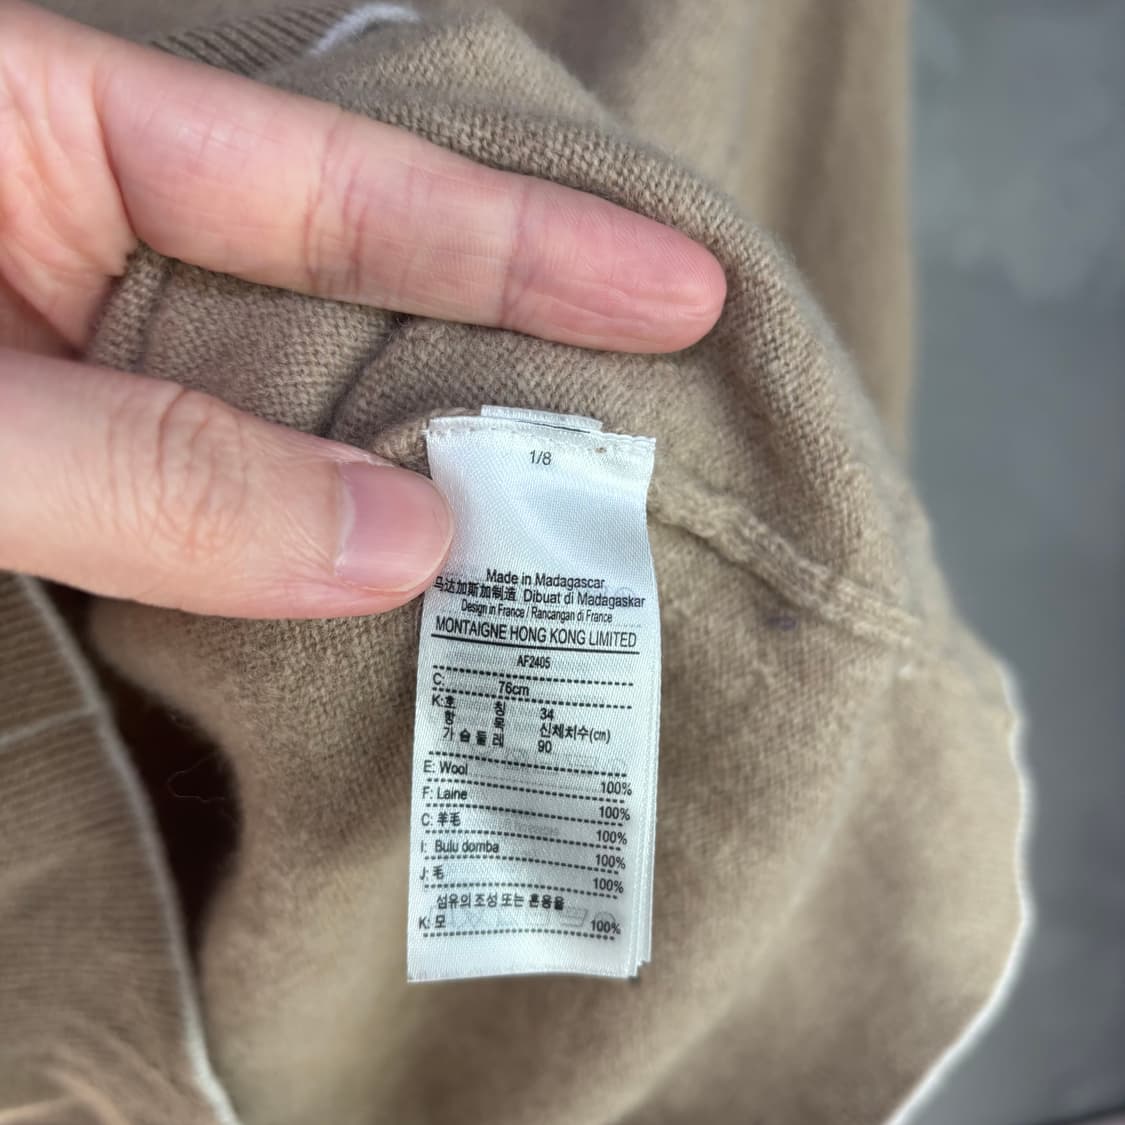 1/8
Made in Madagascar
马达加斯加制造 Dibuat di Madagaskar
Design in France / Rancangan di France
MONTAIGNE HONG KONG LIMITED
AF2405
C: 76cm
K:호 칭 34
항 목 신체치수(cm)
가슴둘레 90
E: Wool 100%
F: Laine 100%
C: 羊毛 100%
I: Bulu domba 100%
J: 毛 100%
섬유의 조성 또는 혼용율
K: 모 100%